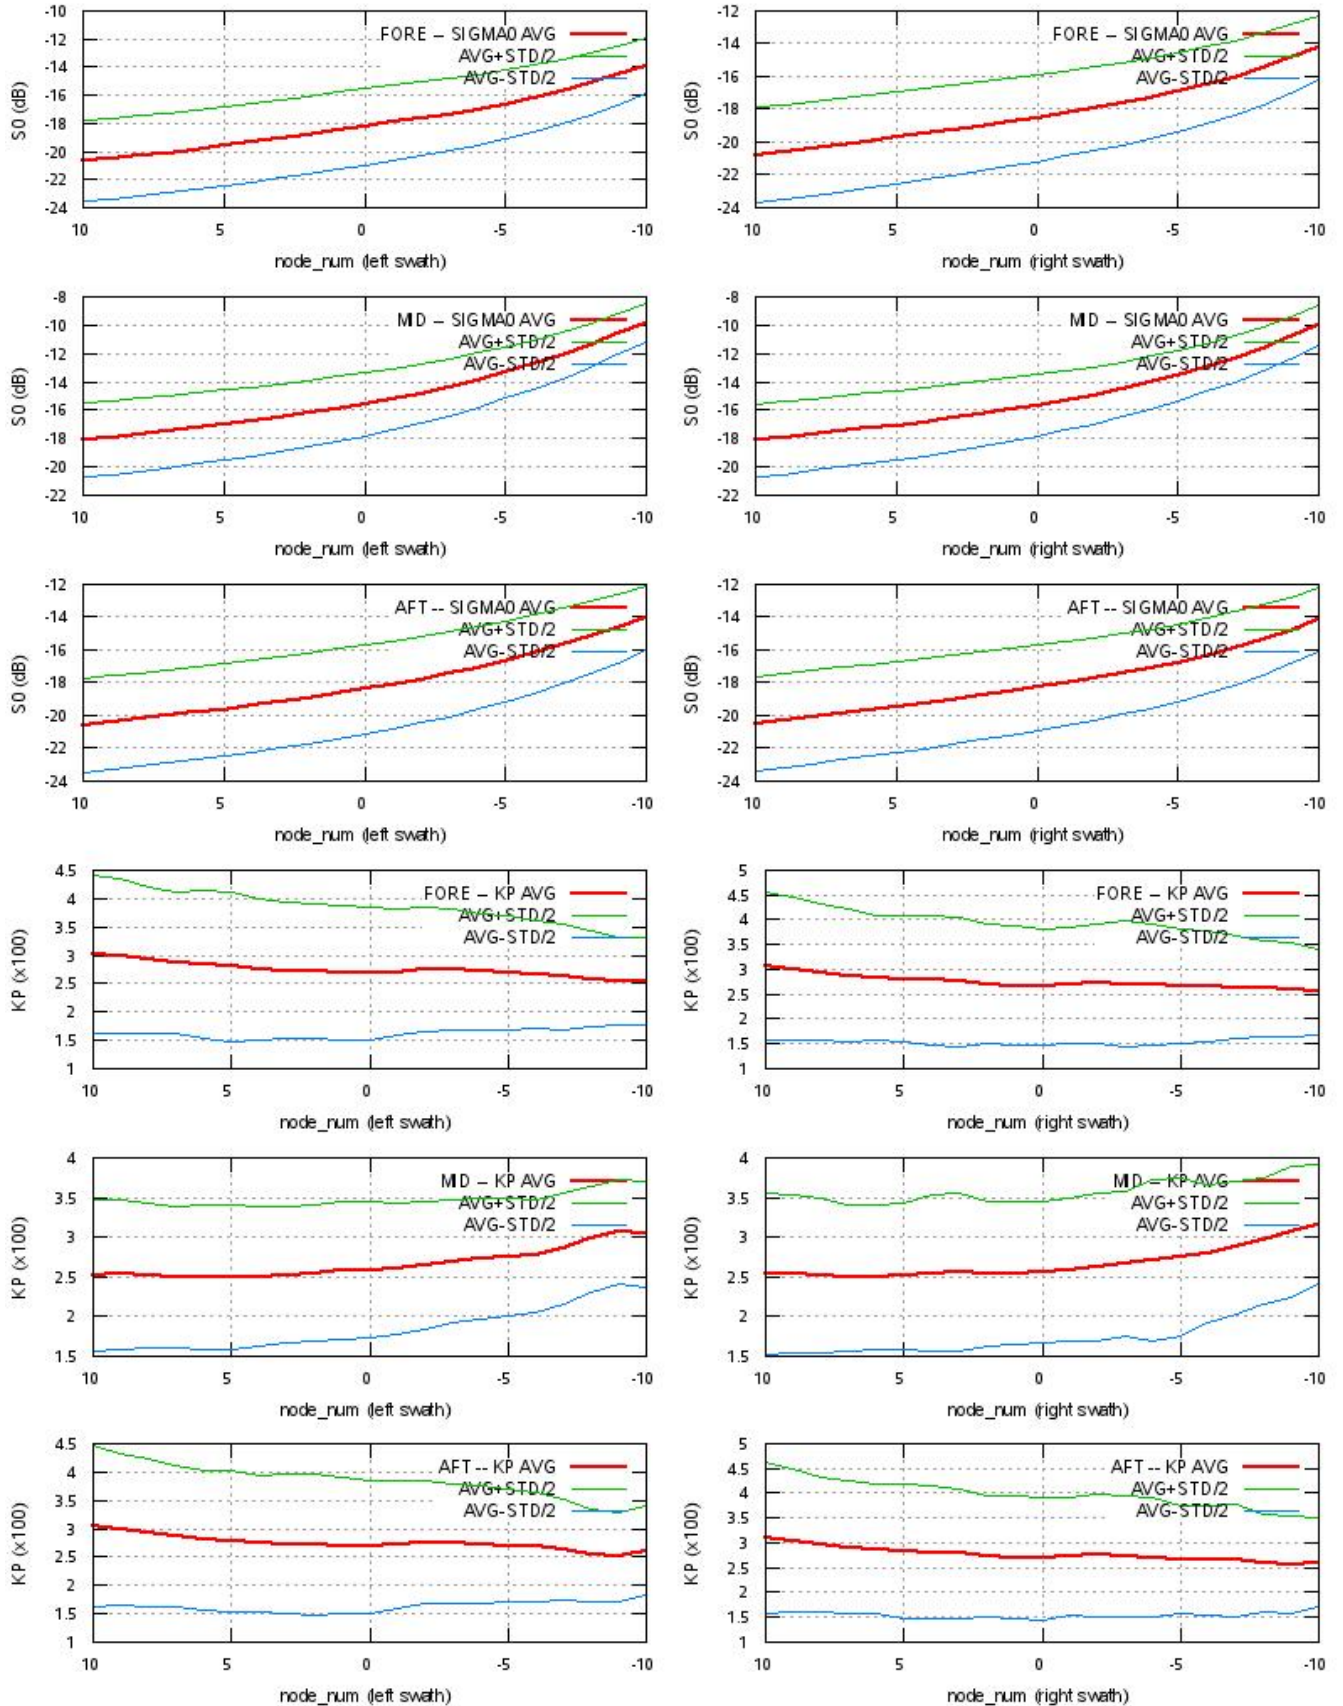 -10
-12
-14
-16
-18
-20
-22
-24
S0 (dB)
FORE -- SIGMA0 AVG
AVG+STD/2
AVG-STD/2
10 5 0 -5 -10
node_num (left swath)
-12
-14
-16
-18
-20
-22
-24
S0 (dB)
FORE -- SIGMA0 AVG
AVG+STD/2
AVG-STD/2
10 5 0 -5 -10
node_num (right swath)
-8
-10
-12
-14
-16
-18
-20
-22
S0 (dB)
MID -- SIGMA0 AVG
AVG+STD/2
AVG-STD/2
10 5 0 -5 -10
node_num (left swath)
-8
-10
-12
-14
-16
-18
-20
-22
S0 (dB)
MID -- SIGMA0 AVG
AVG+STD/2
AVG-STD/2
10 5 0 -5 -10
node_num (right swath)
-12
-14
-16
-18
-20
-22
-24
S0 (dB)
AFT -- SIGMA0 AVG
AVG+STD/2
AVG-STD/2
10 5 0 -5 -10
node_num (left swath)
-12
-14
-16
-18
-20
-22
-24
S0 (dB)
AFT -- SIGMA0 AVG
AVG+STD/2
AVG-STD/2
10 5 0 -5 -10
node_num (right swath)
4.5
4
3.5
3
2.5
2
1.5
1
KP (x100)
FORE -- KP AVG
AVG+STD/2
AVG-STD/2
10 5 0 -5 -10
node_num (left swath)
5
4.5
4
3.5
3
2.5
2
1.5
1
KP (x100)
FORE -- KP AVG
AVG+STD/2
AVG-STD/2
10 5 0 -5 -10
node_num (right swath)
4
3.5
3
2.5
2
1.5
KP (x100)
MID -- KP AVG
AVG+STD/2
AVG-STD/2
10 5 0 -5 -10
node_num (left swath)
4
3.5
3
2.5
2
1.5
KP (x100)
MID -- KP AVG
AVG+STD/2
AVG-STD/2
10 5 0 -5 -10
node_num (right swath)
4.5
4
3.5
3
2.5
2
1.5
1
KP (x100)
AFT -- KP AVG
AVG+STD/2
AVG-STD/2
10 5 0 -5 -10
node_num (left swath)
5
4.5
4
3.5
3
2.5
2
1.5
1
KP (x100)
AFT -- KP AVG
AVG+STD/2
AVG-STD/2
10 5 0 -5 -10
node_num (right swath)